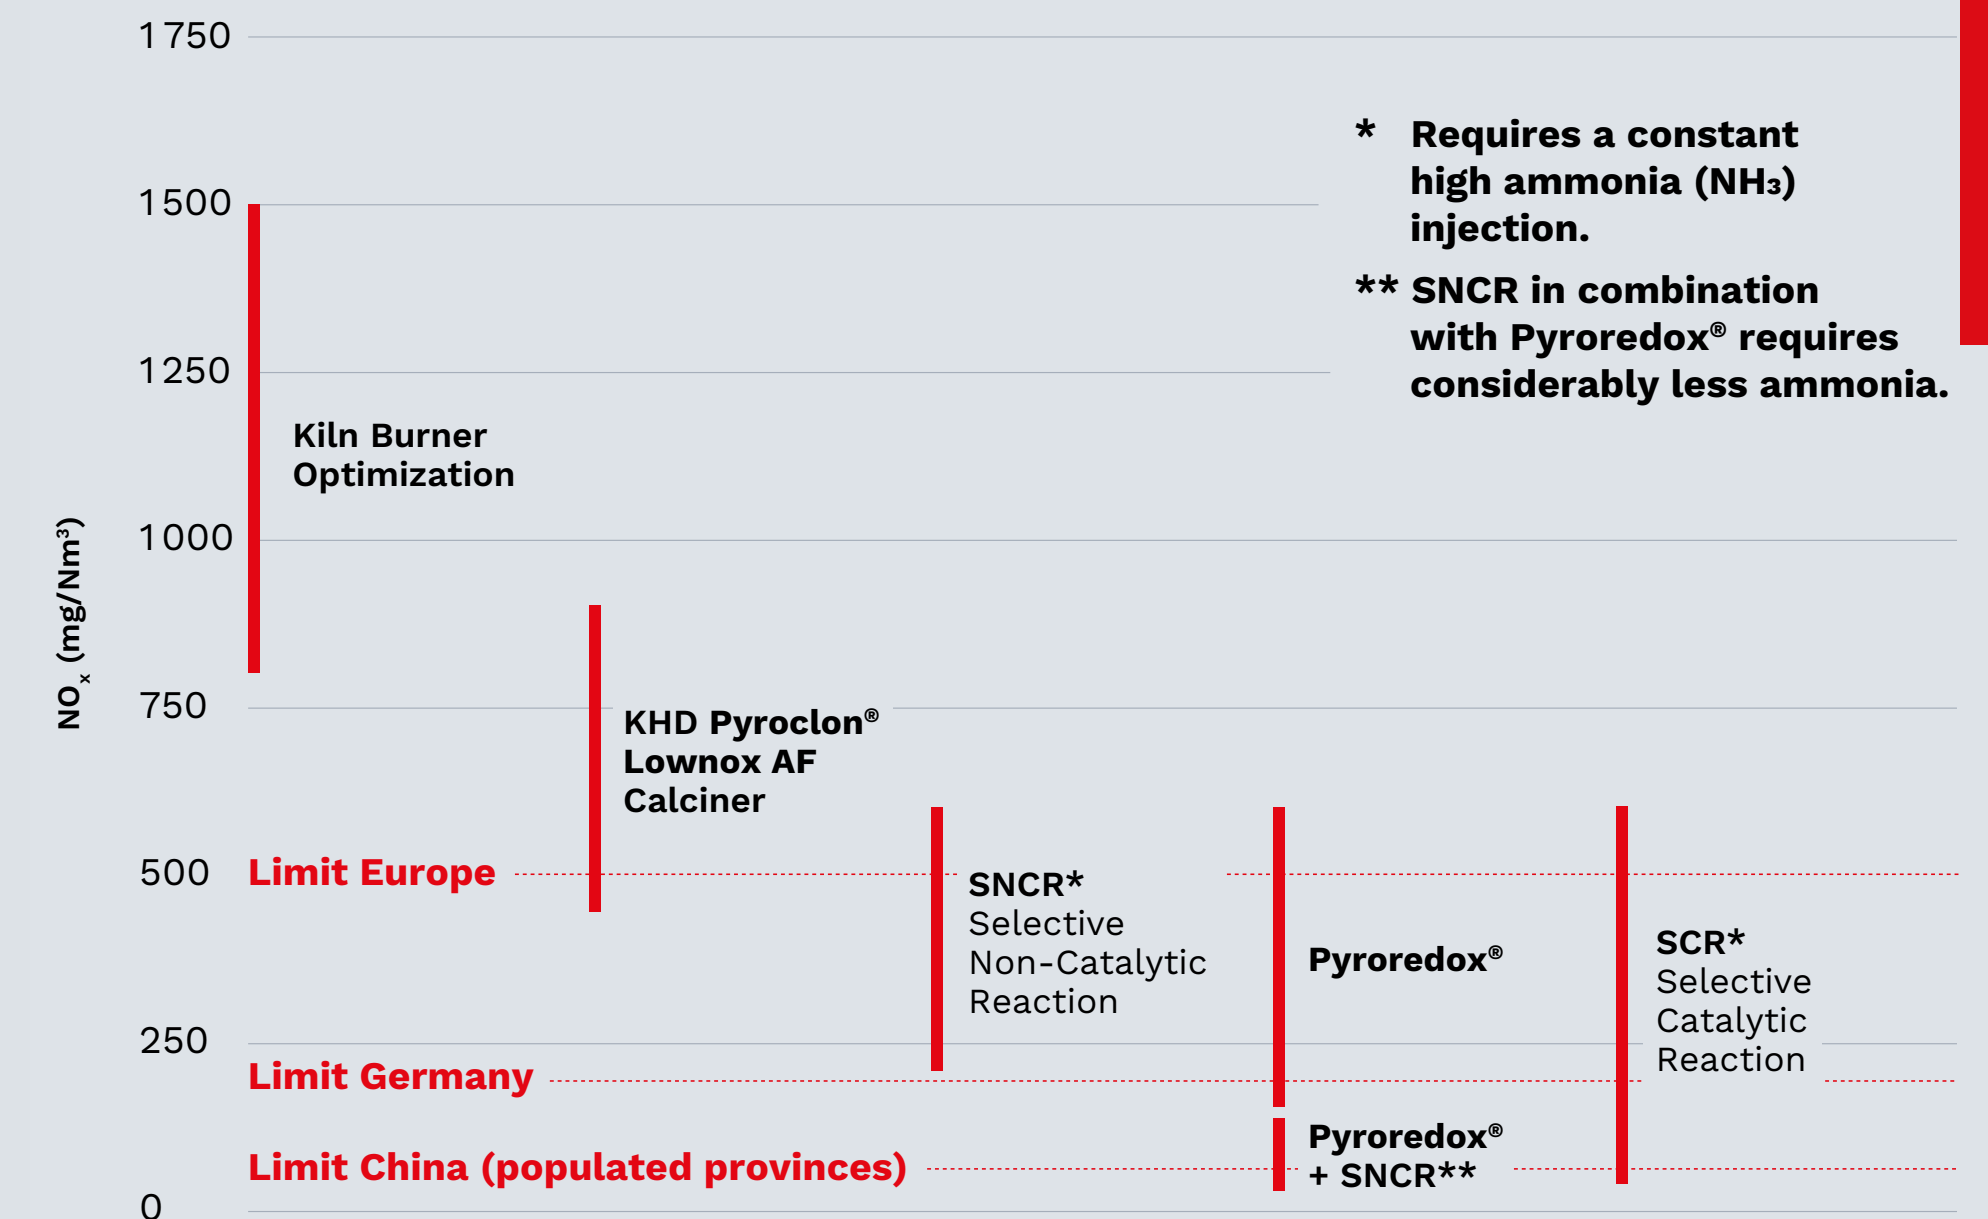 1750
* Requires a constant
high ammonia (NH₃)
injection.
1500
** SNCR in combination
with Pyroredox® requires
considerably less ammonia.
1250
Kiln Burner
Optimization
1000
NOₓ (mg/Nm³)
750
KHD Pyroclon®
Lownox AF
Calciner
500
Limit Europe
SNCR*
Selective
Non-Catalytic
Reaction
Pyroredox®
SCR*
Selective
Catalytic
Reaction
250
Limit Germany
Pyroredox®
+ SNCR**
Limit China (populated provinces)
0